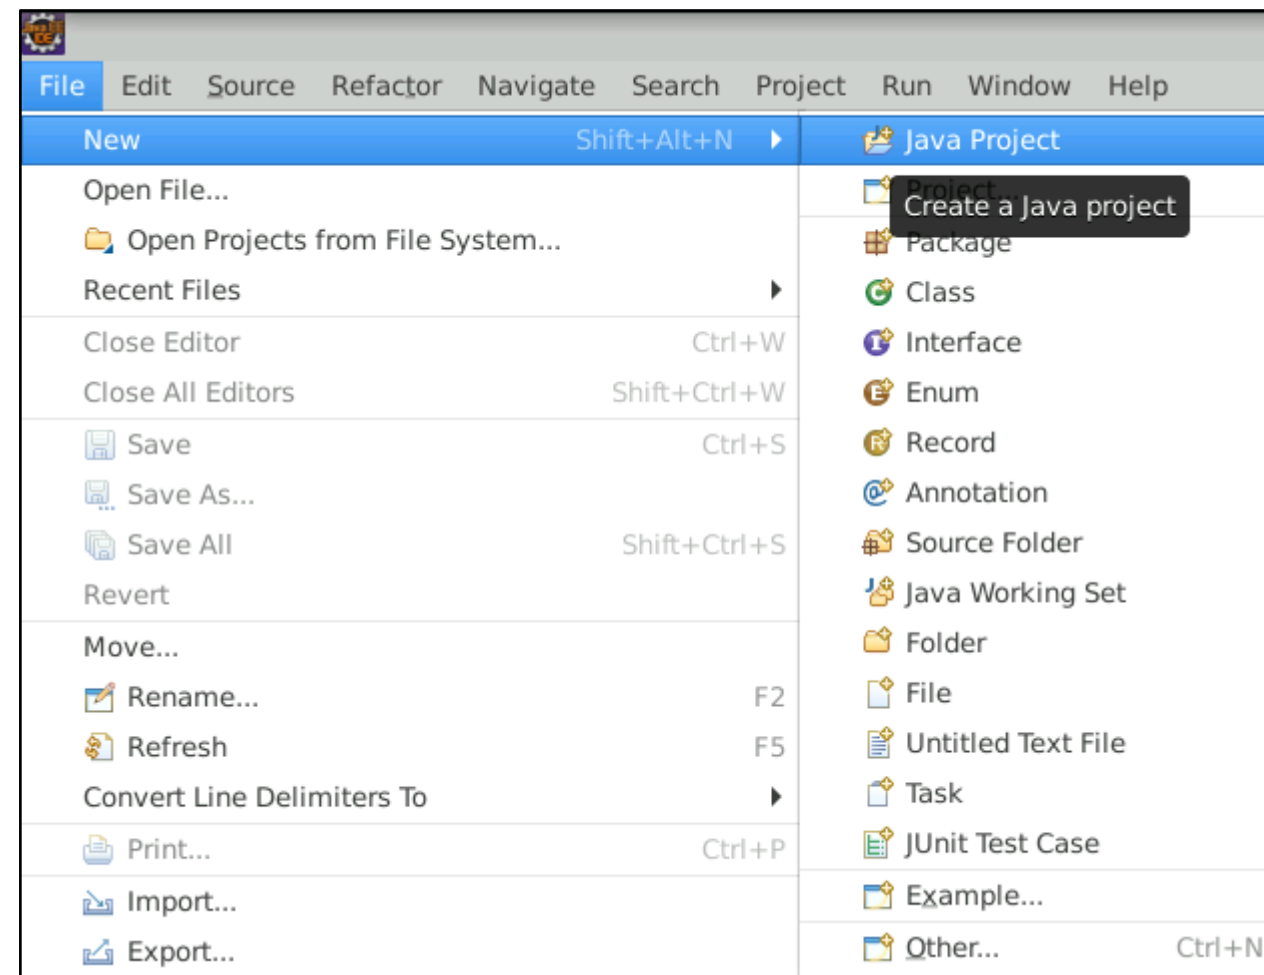 Java EE
IDE
File Edit Source Refactor Navigate Search Project Run Window Help
New Shift+Alt+N
Open File...
Open Projects from File System...
Recent Files
Close Editor Ctrl+W
Close All Editors Shift+Ctrl+W
Save Ctrl+S
Save As...
Save All Shift+Ctrl+S
Revert
Move...
Rename... F2
Refresh F5
Convert Line Delimiters To
Print... Ctrl+P
Import...
Export...
Java Project
Project...
Create a Java project
Package
Class
Interface
Enum
Record
Annotation
Source Folder
Java Working Set
Folder
File
Untitled Text File
Task
JUnit Test Case
Example...
Other... Ctrl+N